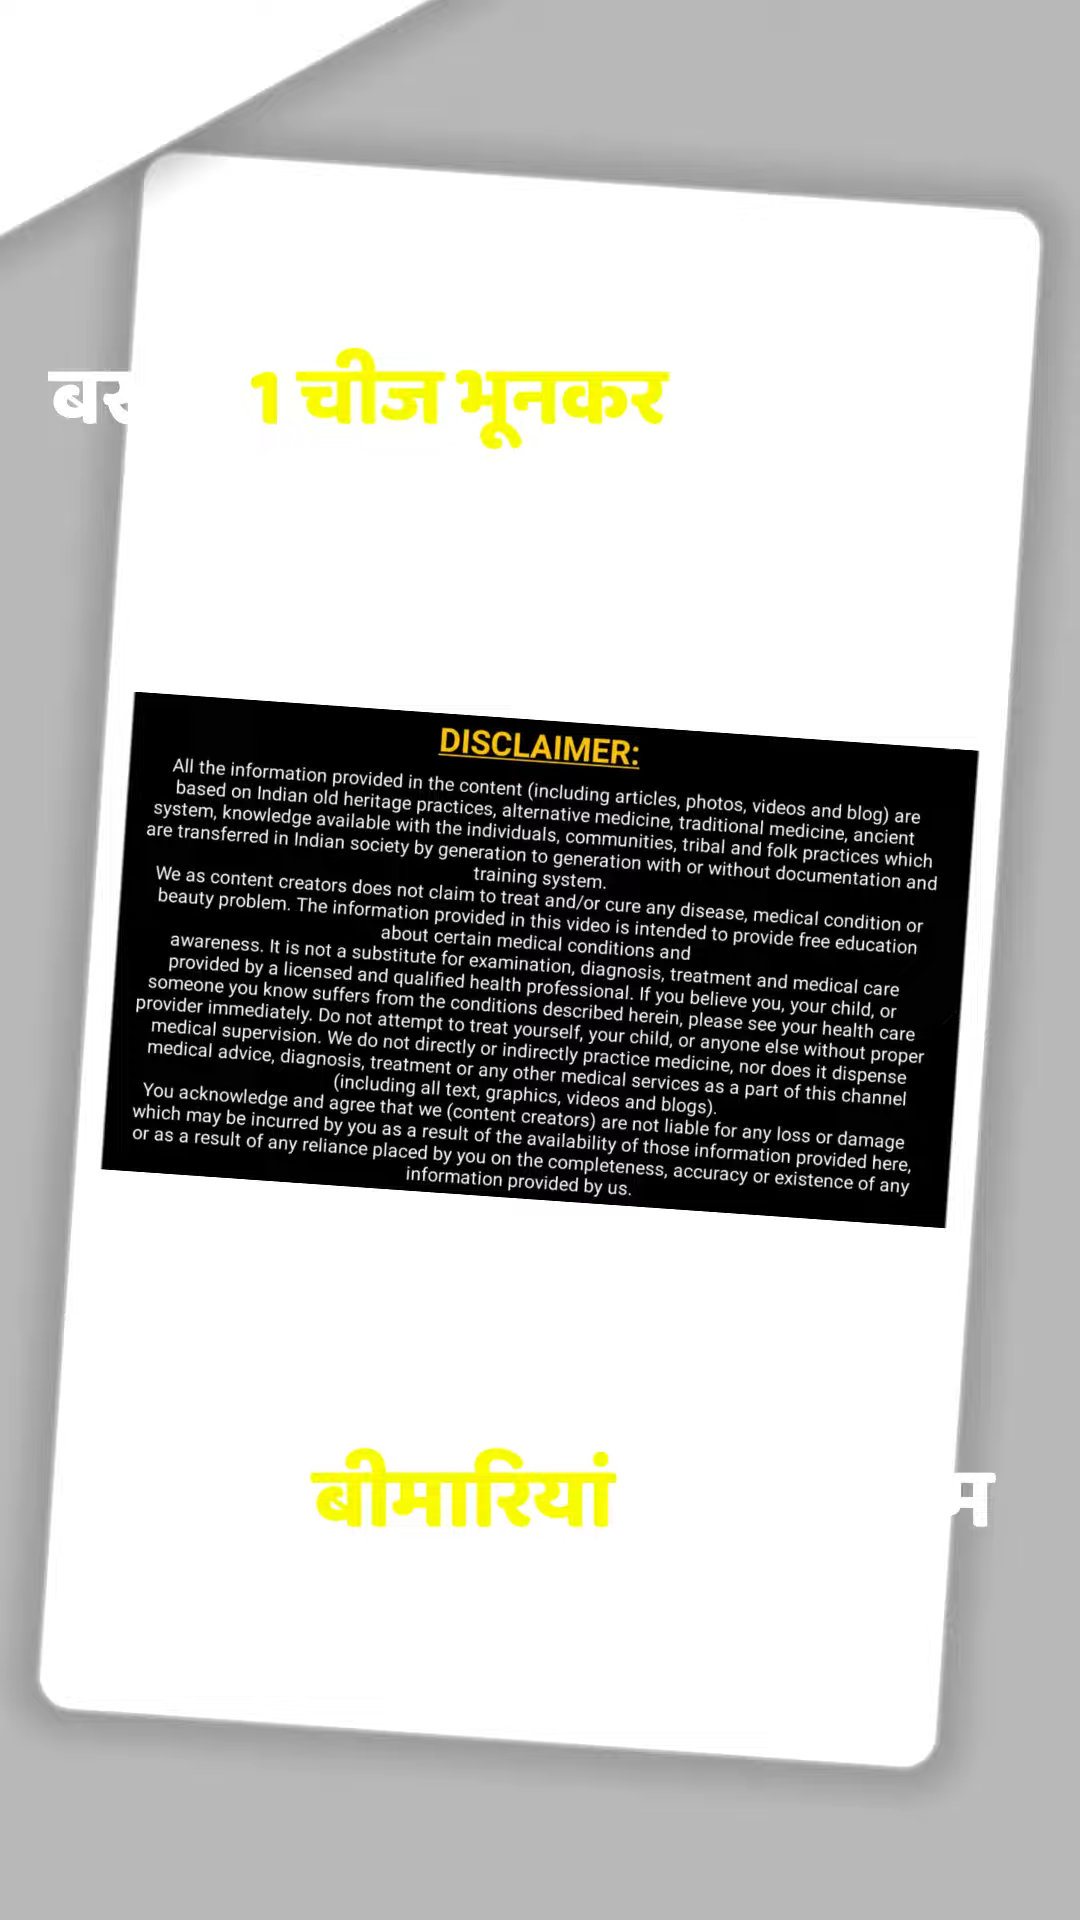 1 चीज भूनकर
DISCLAIMER:
All the information provided in the content (including articles, photos, videos and blog) are
based on Indian old heritage practices, alternative medicine, traditional medicine, ancient
system, knowledge available with the individuals, communities, tribal and folk practices which
are transferred in Indian society by generation to generation with or without documentation and
training system.
We as content creators does not claim to treat and/or cure any disease, medical condition or
beauty problem. The information provided in this video is intended to provide free education
about certain medical conditions and
awareness. It is not a substitute for examination, diagnosis, treatment and medical care
provided by a licensed and qualified health professional. If you believe you, your child, or
someone you know suffers from the conditions described herein, please see your health care
provider immediately. Do not attempt to treat yourself, your child, or anyone else without proper
medical supervision. We do not directly or indirectly practice medicine, nor does it dispense
medical advice, diagnosis, treatment or any other medical services as a part of this channel
(including all text, graphics, videos and blogs).
You acknowledge and agree that we (content creators) are not liable for any loss or damage
which may be incurred by you as a result of the availability of those information provided here,
or as a result of any reliance placed by you on the completeness, accuracy or existence of any
information provided by us.
बीमारियां